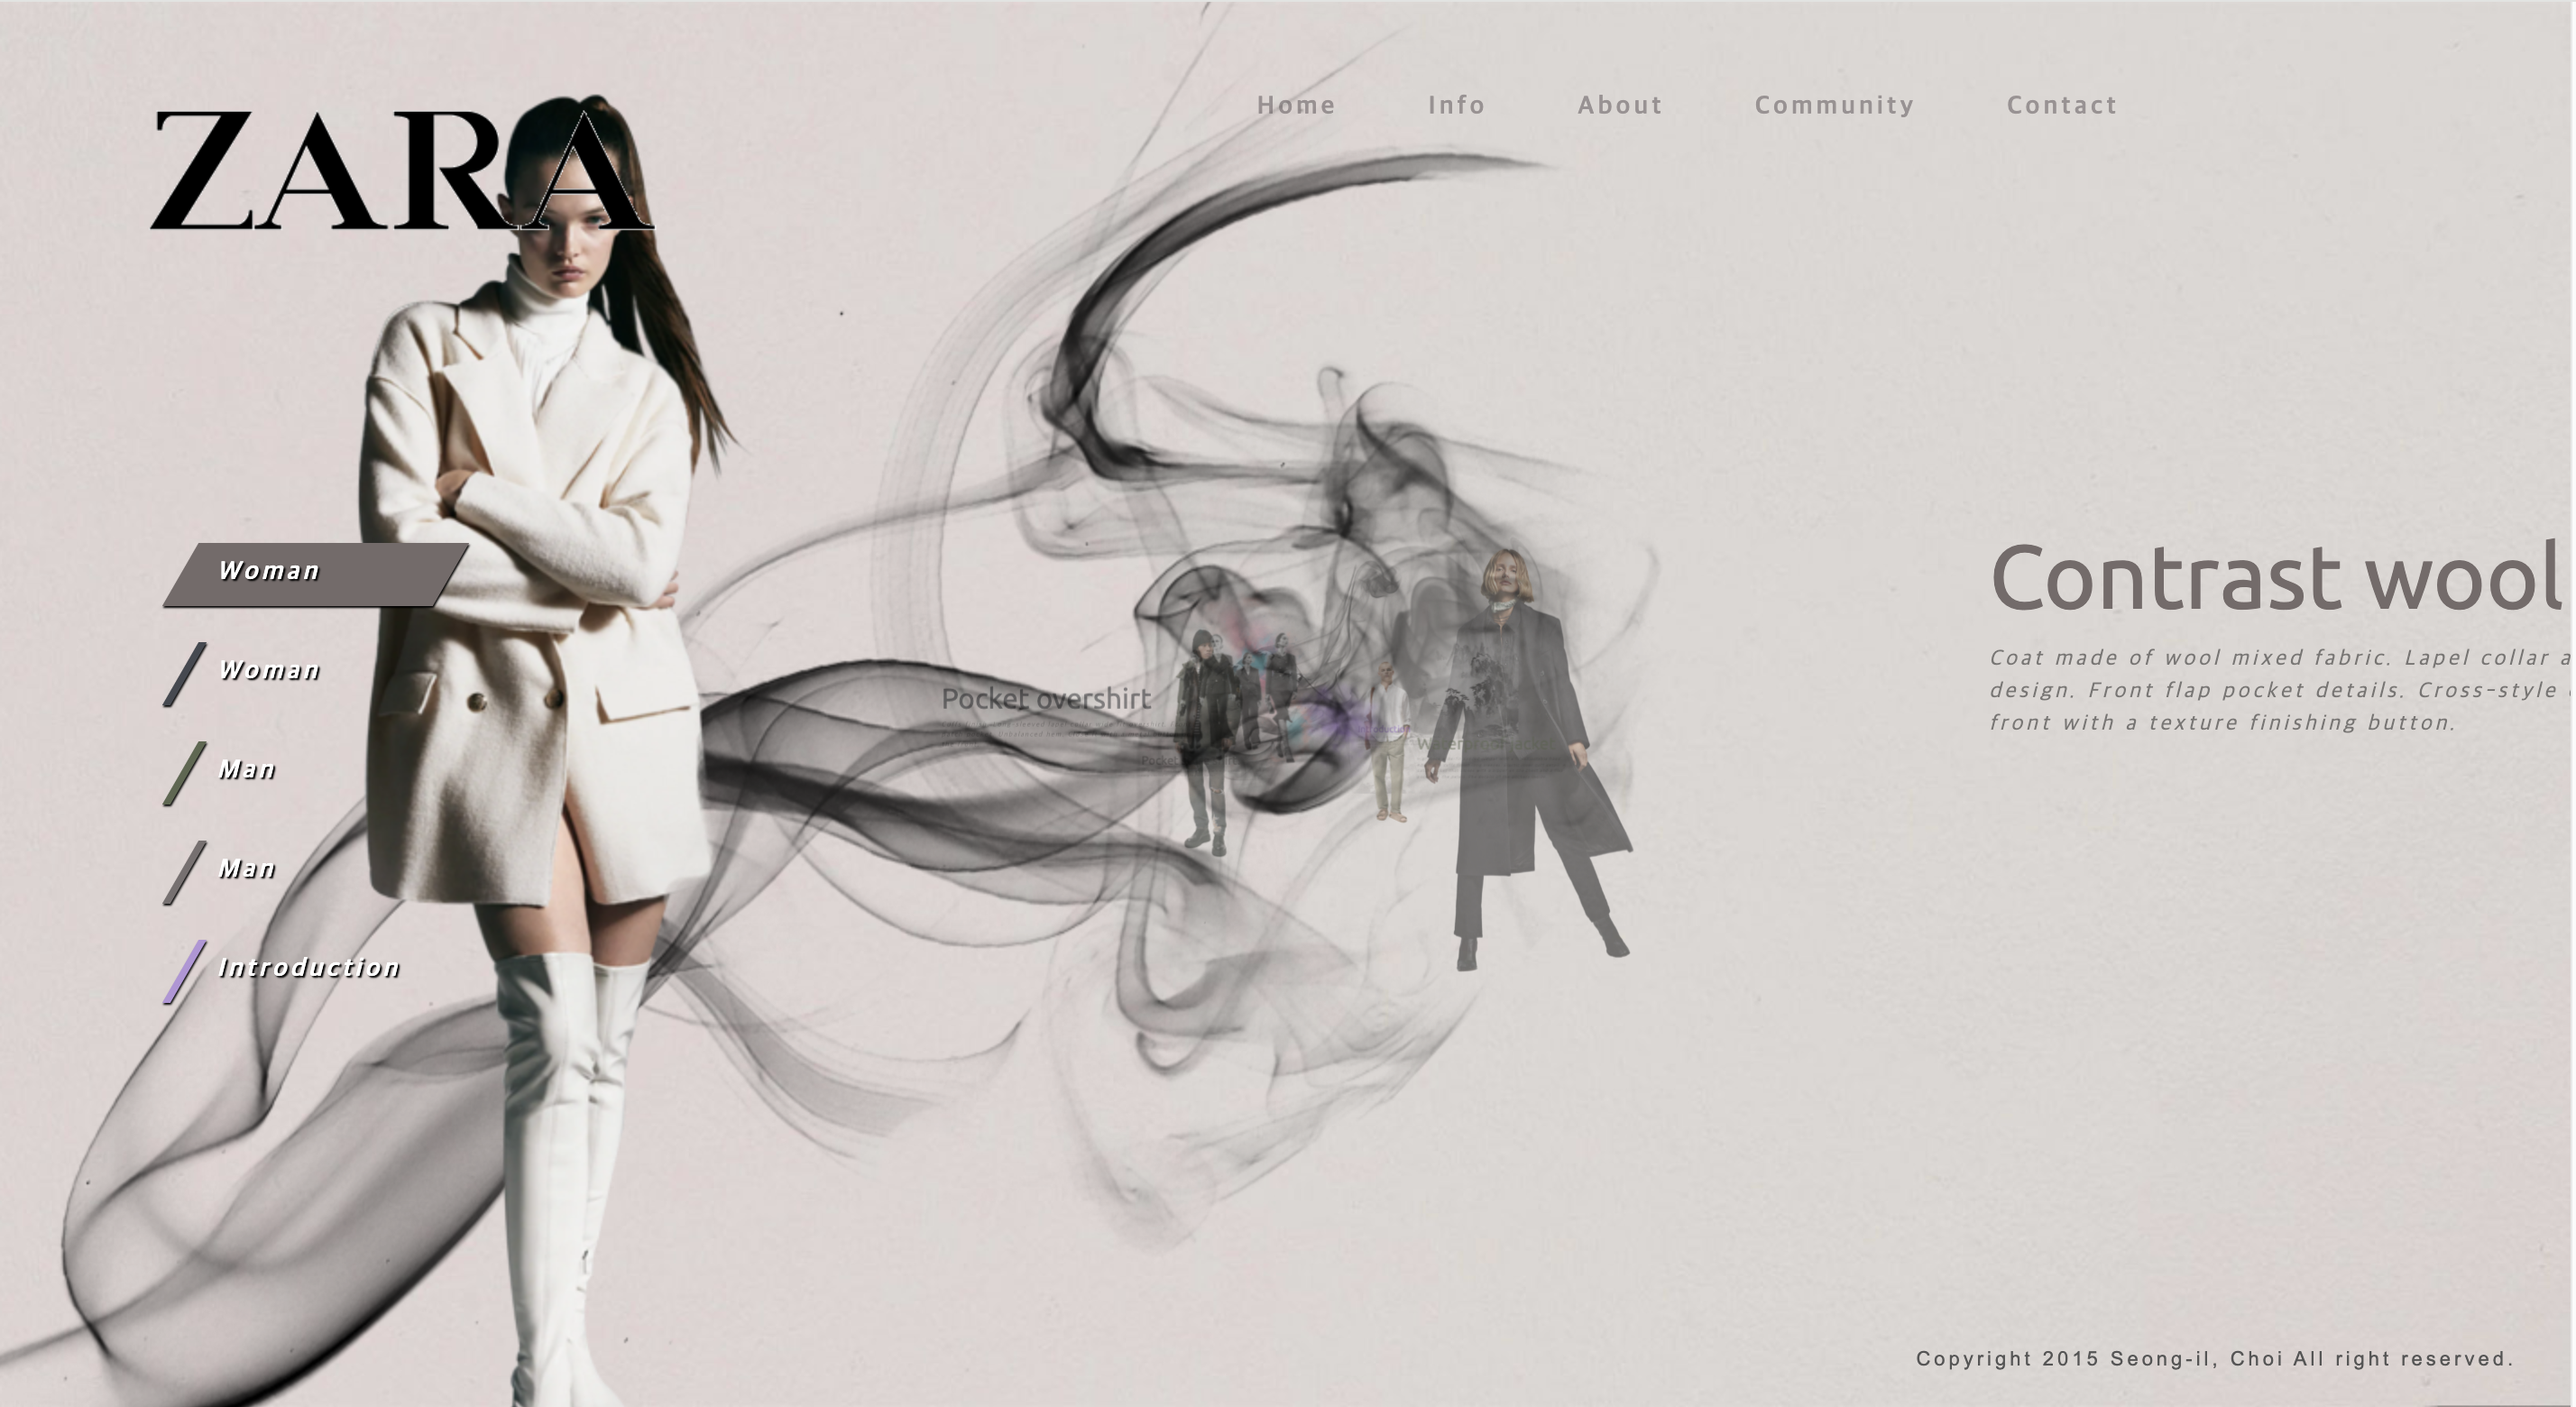 ZARA
Home
Info
About
Community
Contact
Woman
Woman
Man
Man
Introduction
Pocket overshirt
Contrast wool
Coat made of wool mixed fabric. Lapel collar
design. Front flap pocket details. Cross-style
front with a texture finishing button.
Copyright 2015 Seong-il, Choi All right reserved.